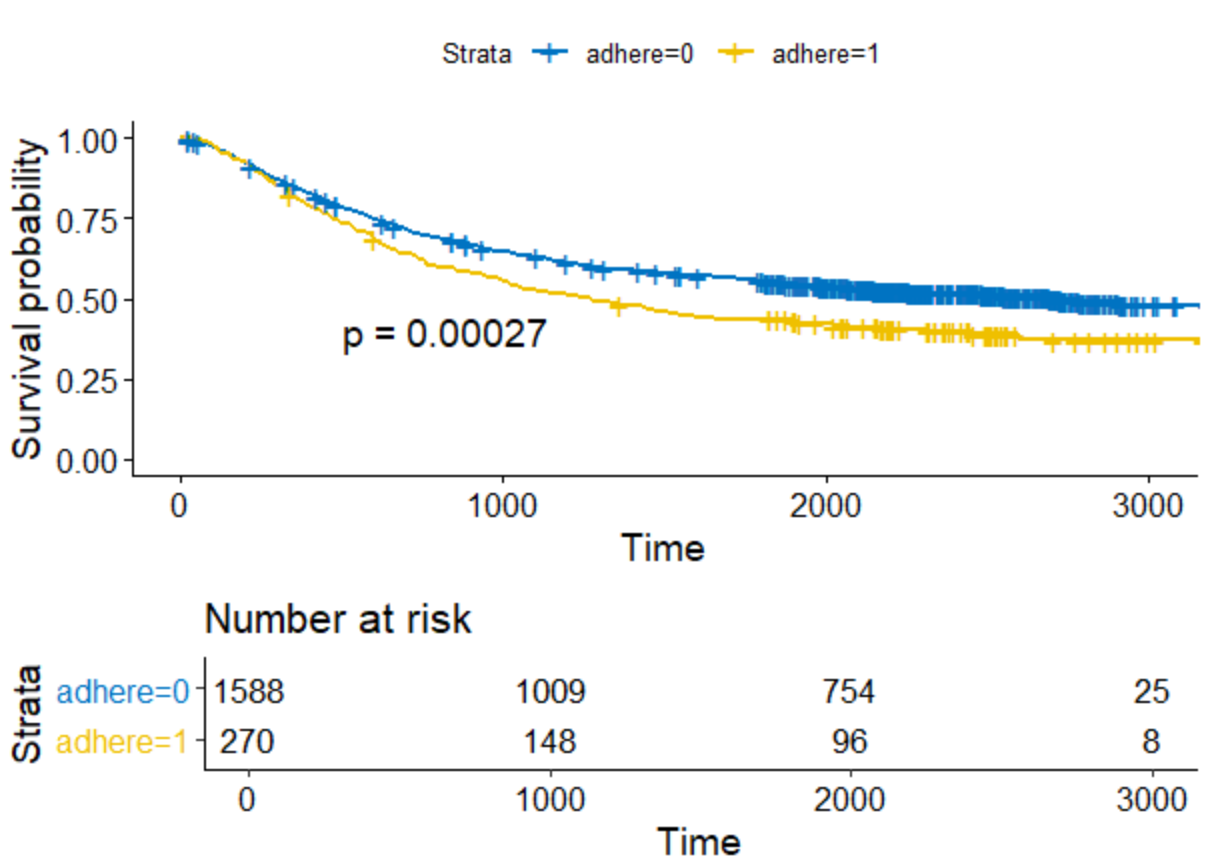 Strata adhere=0 adhere=1
Survival probability
1.00
0.75
0.50
0.25
0.00
p = 0.00027
0 1000 2000 3000
Time
Number at risk
Strata
adhere=0 1588 1009 754 25
adhere=1 270 148 96 8
0 1000 2000 3000
Time